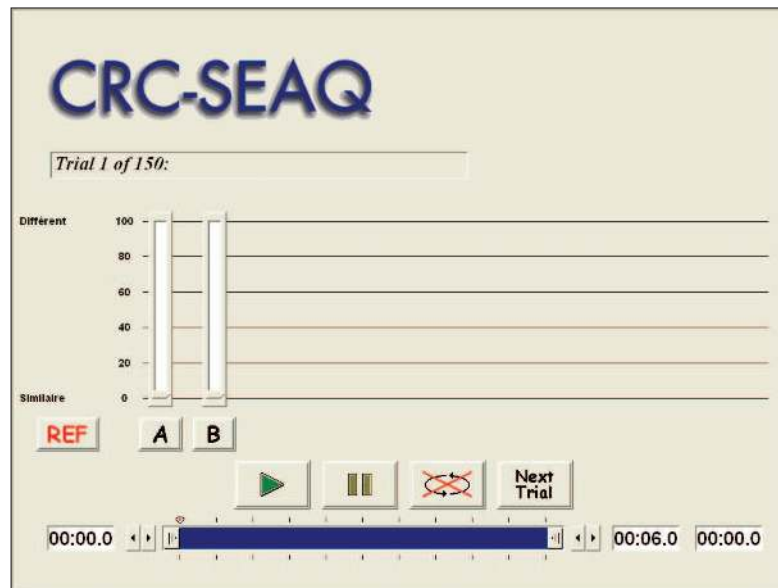 CRC-SEAQ
Trial 1 of 150:
Différent 100
80
60
40
20
Similaire 0
REF A B
Next
Trial
00:00.0 00:06.0 00:00.0